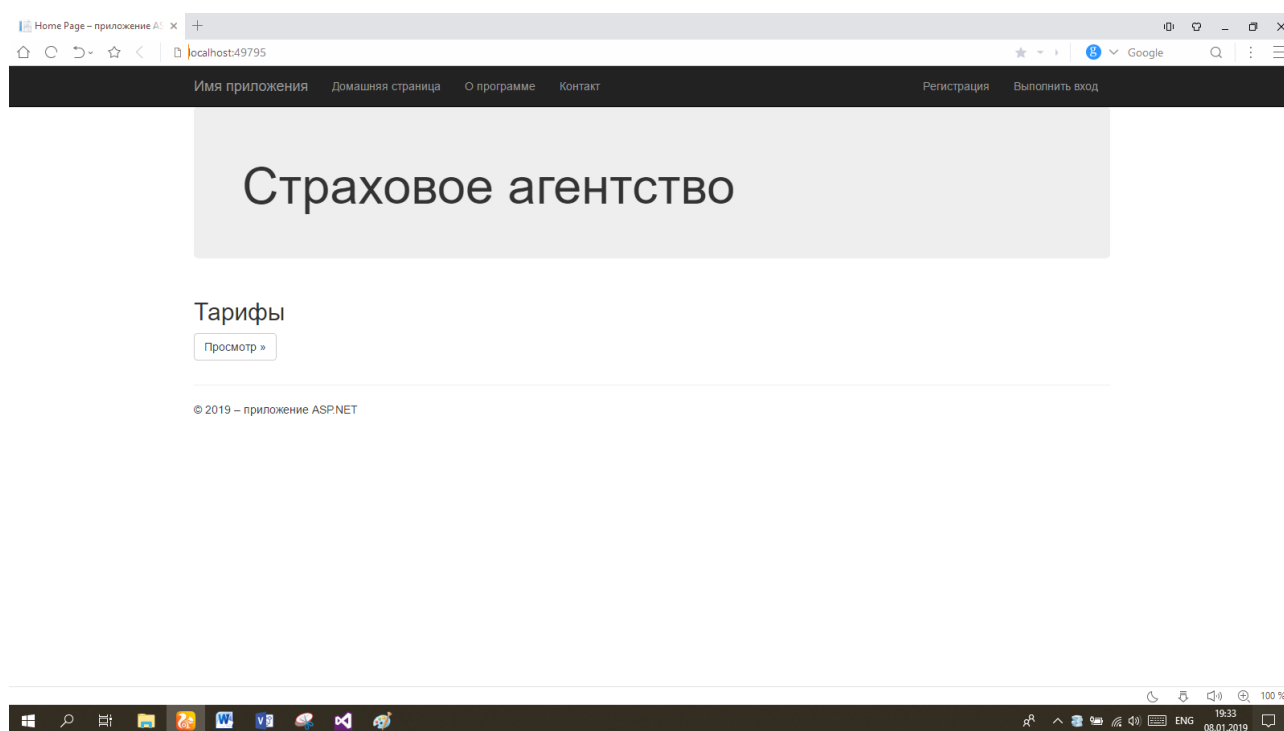 Home Page – приложение AS
localhost:49795
Google
Имя приложения Домашняя страница О программе Контакт Регистрация Выполнить вход
Страховое агентство
Тарифы
Просмотр »
© 2019 – приложение ASP.NET
100 %
ENG
19:33
08.01.2019